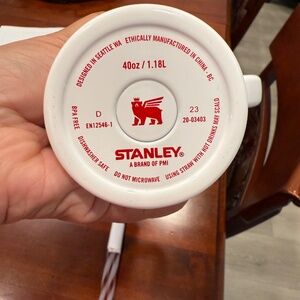 DESIGNED IN SEATTLE WA  ETHICALLY MANUFACTURED IN CHINA - BC
40oz / 1.18L
BPA FREE
D
EN12546-1
23
20-03403
STANLEY®
A BRAND OF PMI
DISHWASHER SAFE  DO NOT MICROWAVE  USING STRAW WITH HOT DRINKS MAY SCALD